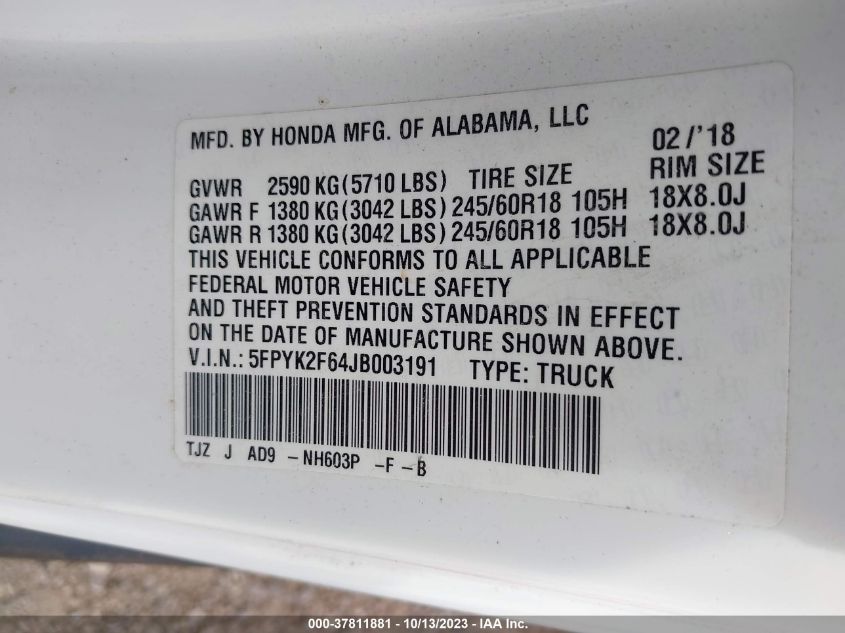 MFD. BY HONDA MFG. OF ALABAMA, LLC 02/'18
GVWR 2590 KG (5710 LBS) TIRE SIZE RIM SIZE
GAWR F 1380 KG (3042 LBS) 245/60R18 105H 18X8.0J
GAWR R 1380 KG (3042 LBS) 245/60R18 105H 18X8.0J
THIS VEHICLE CONFORMS TO ALL APPLICABLE
FEDERAL MOTOR VEHICLE SAFETY
AND THEFT PREVENTION STANDARDS IN EFFECT
ON THE DATE OF MANUFACTURE SHOWN ABOVE.
V.I.N.: 5FPYK2F64JB003191 TYPE: TRUCK
TJZ J AD9 -NH603P -F-B
000-37811881 - 10/13/2023 - IAA Inc.